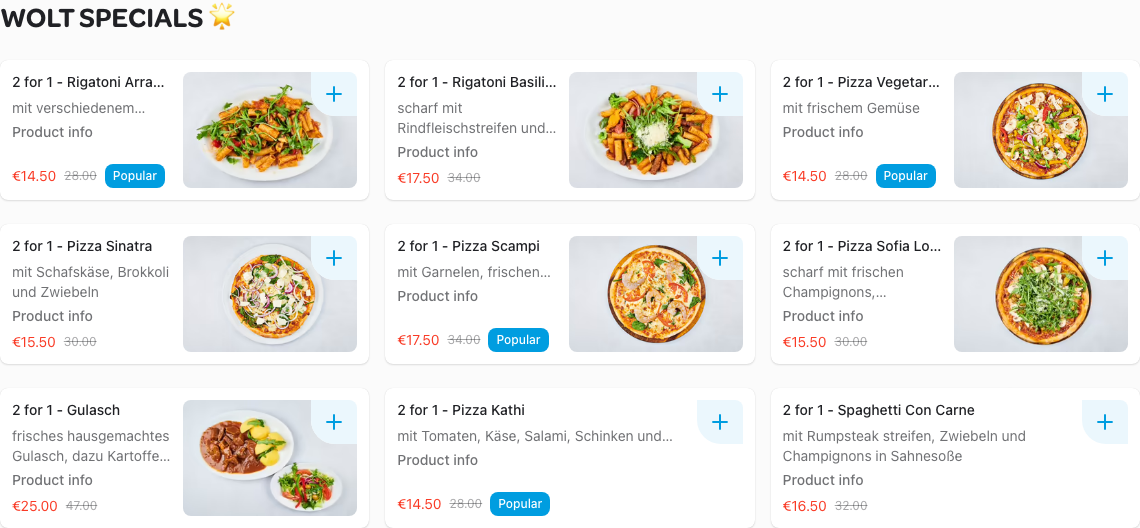 WOLT SPECIALS 🌟
2 for 1 - Rigatoni Arra...
mit verschiedenem...
Product info
€14.50 28.00 Popular
2 for 1 - Rigatoni Basili...
scharf mit
Rindfleischstreifen und...
Product info
€17.50 34.00
2 for 1 - Pizza Vegetar...
mit frischem Gemüse
Product info
€14.50 28.00 Popular
2 for 1 - Pizza Sinatra
mit Schafskäse, Brokkoli
und Zwiebeln
Product info
€15.50 30.00
2 for 1 - Pizza Scampi
mit Garnelen, frischen...
Product info
€17.50 34.00 Popular
2 for 1 - Pizza Sofia Lo...
scharf mit frischen
Champignons,...
Product info
€15.50 30.00
2 for 1 - Gulasch
frisches hausgemachtes
Gulasch, dazu Kartoffe...
Product info
€25.00 47.00
2 for 1 - Pizza Kathi
mit Tomaten, Käse, Salami, Schinken und...
Product info
€14.50 28.00 Popular
2 for 1 - Spaghetti Con Carne
mit Rumpsteak streifen, Zwiebeln und
Champignons in Sahnesoße
Product info
€16.50 32.00